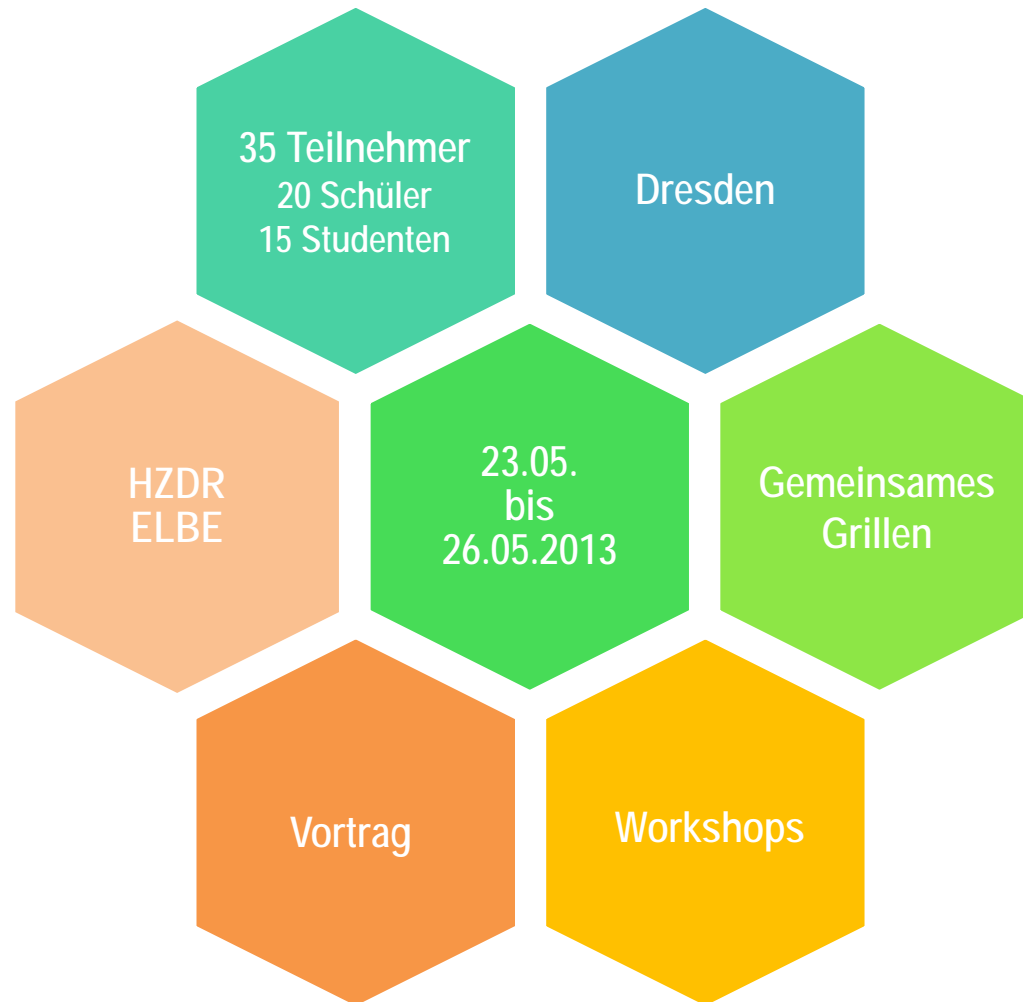 35 Teilnehmer
20 Schüler
15 Studenten
Dresden
HZDR
ELBE
23.05.
bis
26.05.2013
Gemeinsames
Grillen
Vortrag
Workshops